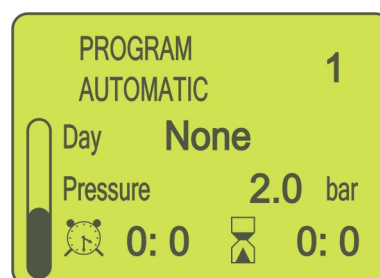 PROGRAM 1
AUTOMATIC
Day None
Pressure 2.0 bar
0: 0 0: 0